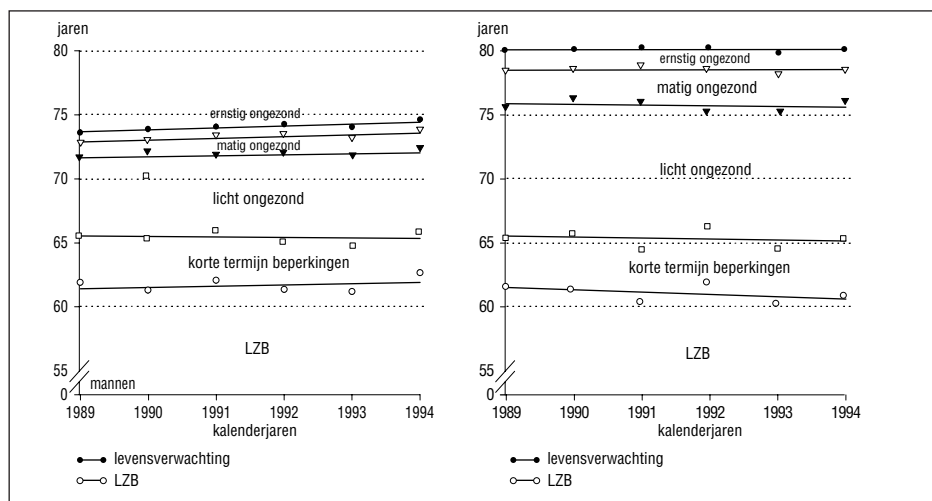 jaren
80
ernstig ongezond
75
matig ongezond
70
licht ongezond
65
korte termijn beperkingen
60
LZB
55
mannen
0
1989 1990 1991 1992 1993 1994
kalenderjaren
levensverwachting
LZB
jaren
80
ernstig ongezond
matig ongezond
75
licht ongezond
70
65
korte termijn beperkingen
60
LZB
55
0
1989 1990 1991 1992 1993 1994
kalenderjaren
levensverwachting
LZB